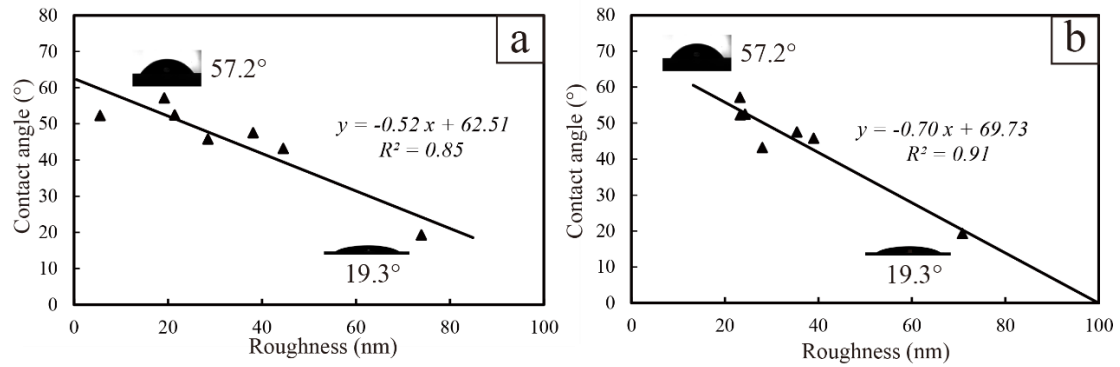 a
80
70
60
50
40
30
20
10
0
Contact angle (°)
57.2°
y = -0.52 x + 62.51
R² = 0.85
19.3°
0 20 40 60 80 100
Roughness (nm)
b
80
70
60
50
40
30
20
10
0
Contact angle (°)
57.2°
y = -0.70 x + 69.73
R² = 0.91
19.3°
0 20 40 60 80 100
Roughness (nm)